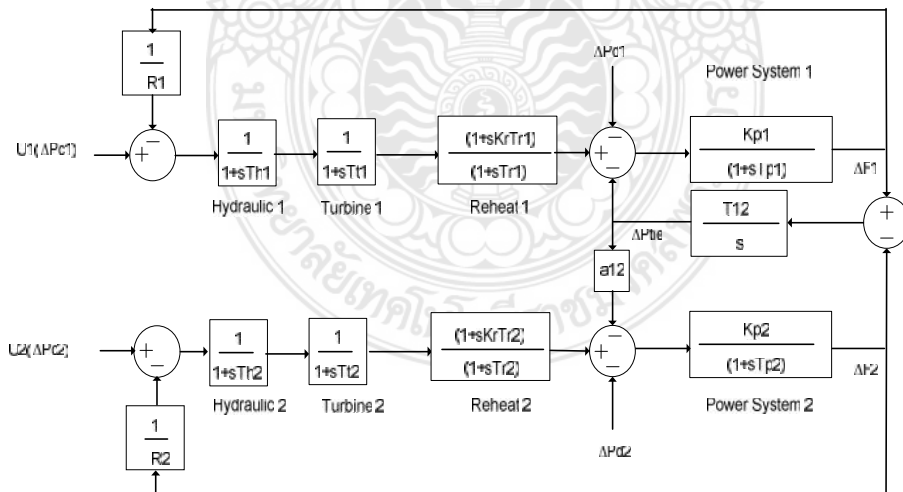 1
R1
ΔPd1
Power System 1
U1(ΔPc1)
−
+
1
1+sTh1
1
1+sTt1
(1+sKrTr1)
(1+sTr1)
+
−
−
Kp1
(1+sTp1)
ΔF1
Hydraulic 1
Turbine 1
Reheat 1
T12
s
+
−
ΔPtie
a12
U2(ΔPc2)
+
−
1
1+sTh2
1
1+sTt2
(1+sKrTr2)
(1+sTr2)
−
+
−
Kp2
(1+sTp2)
ΔF2
Hydraulic 2
Turbine 2
Reheat 2
Power System 2
1
R2
ΔPd2